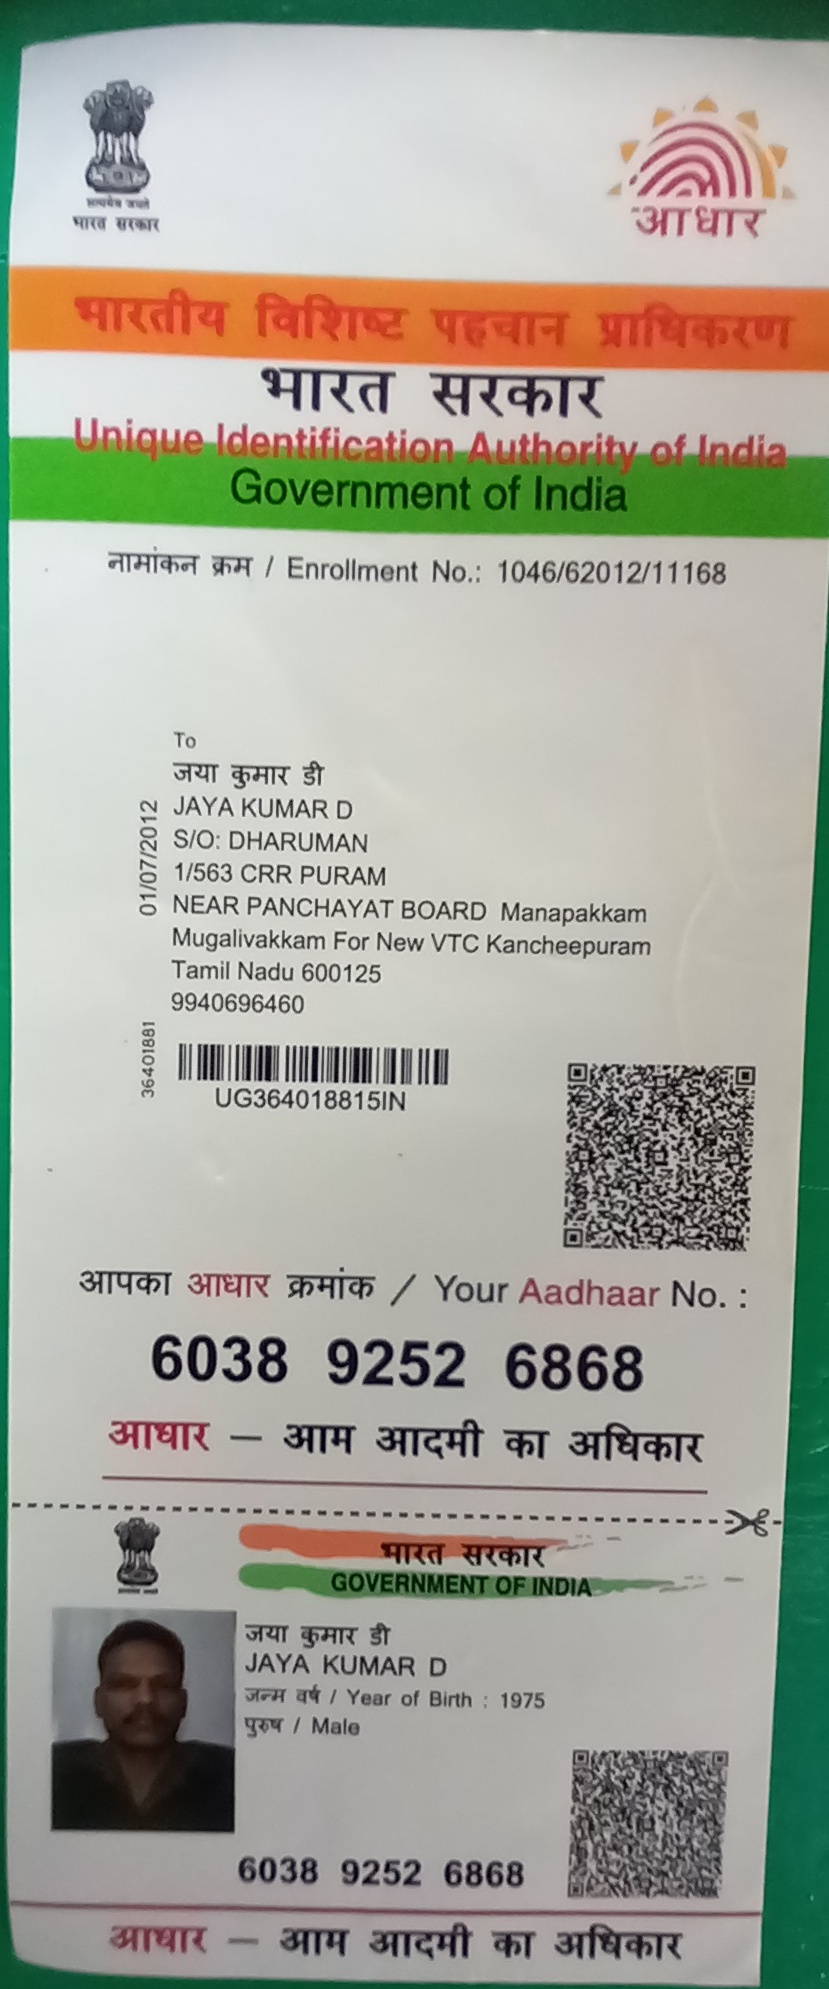 सत्यमेव जयते
भारत सरकार
आधार
भारतीय विशिष्ट पहचान प्राधिकरण
भारत सरकार
Unique Identification Authority of India
Government of India
नामांकन क्रम / Enrollment No.: 1046/62012/11168
To
जया कुमार डी
JAYA KUMAR D
S/O: DHARUMAN
1/563 CRR PURAM
NEAR PANCHAYAT BOARD Manapakkam
Mugalivakkam For New VTC Kancheepuram
Tamil Nadu 600125
9940696460
01/07/2012
36401881
UG364018815IN
आपका आधार क्रमांक / Your Aadhaar No. :
6038 9252 6868
आधार — आम आदमी का अधिकार
भारत सरकार
GOVERNMENT OF INDIA
जया कुमार डी
JAYA KUMAR D
जन्म वर्ष / Year of Birth : 1975
पुरुष / Male
6038 9252 6868
आधार — आम आदमी का अधिकार